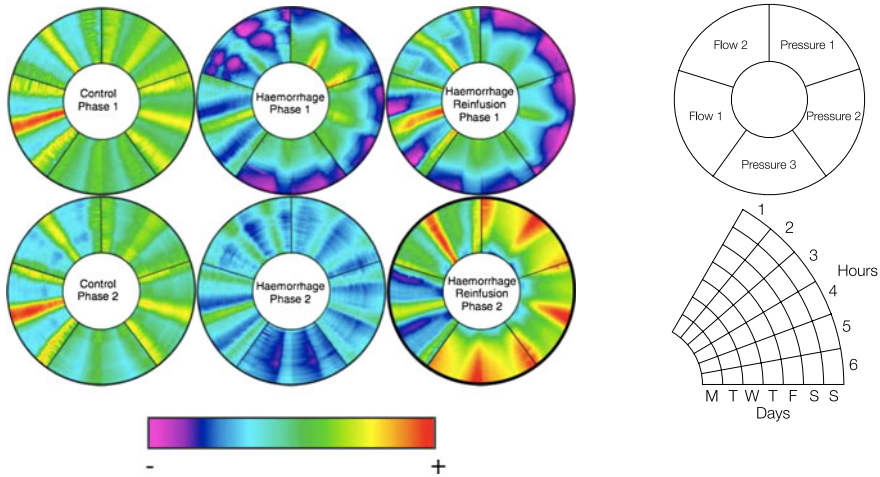 Control
Phase 1
Haemorrhage
Phase 1
Haemorrhage
Reinfusion
Phase 1
Flow 2
Pressure 1
Flow 1
Pressure 2
Pressure 3
Control
Phase 2
Haemorrhage
Phase 2
Haemorrhage
Reinfusion
Phase 2
1
2
3
Hours
4
5
6
M T W T F S S
Days
- +